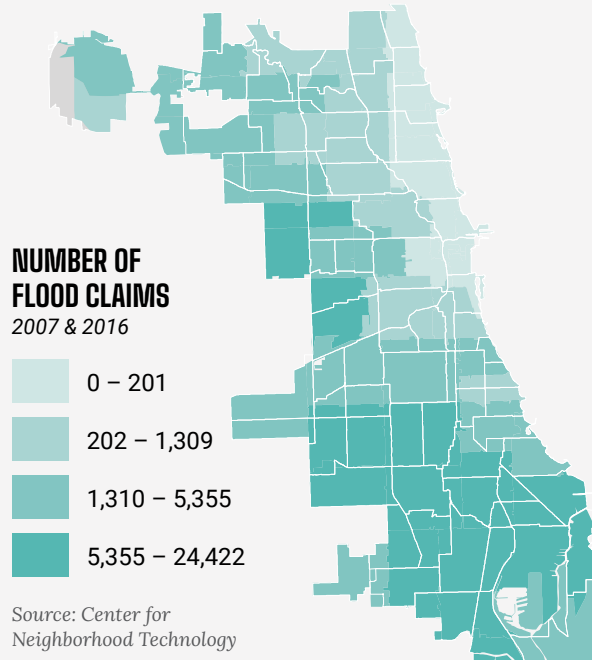 NUMBER OF
FLOOD CLAIMS
2007 & 2016
0 – 201
202 – 1,309
1,310 – 5,355
5,355 – 24,422
Source: Center for
Neighborhood Technology